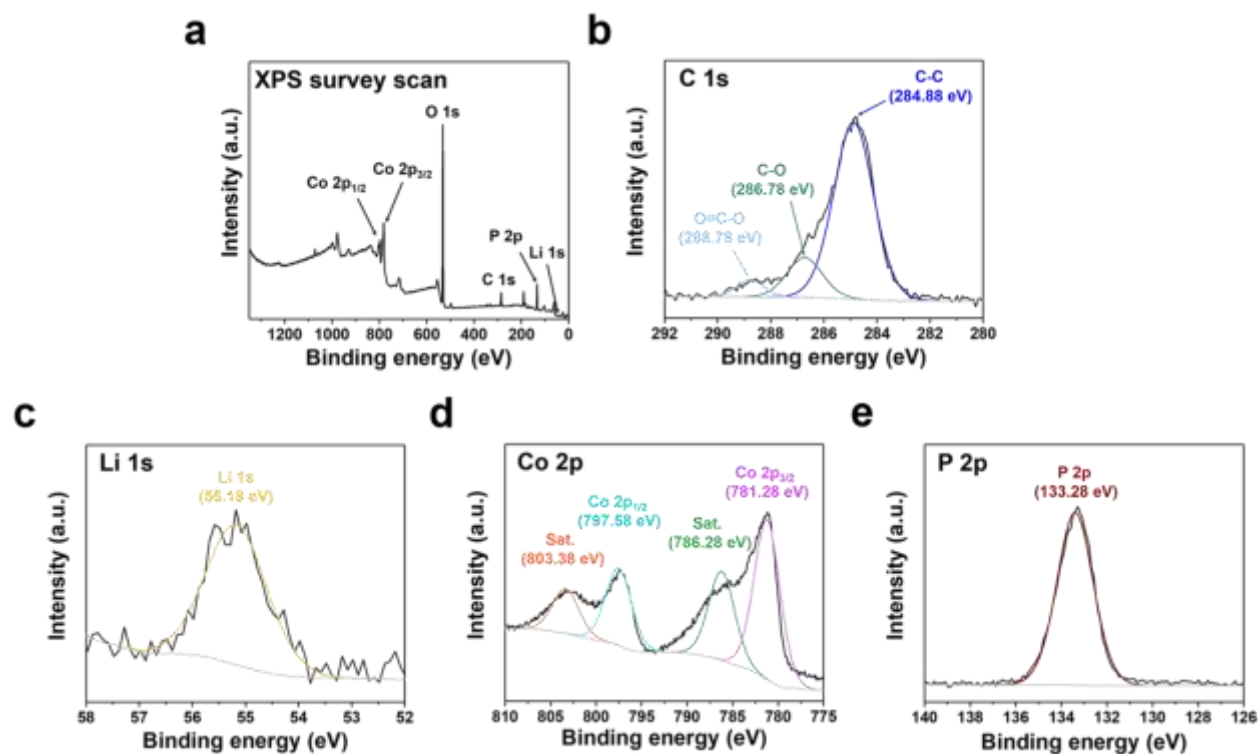 a
XPS survey scan
O 1s
Co 2p1/2
Co 2p3/2
P 2p
Li 1s
C 1s
Intensity (a.u.)
1200 1000 800 600 400 200 0
Binding energy (eV)
b
C 1s
C-C
(284.88 eV)
C-O
(286.78 eV)
O=C-O
(288.78 eV)
Intensity (a.u.)
292 290 288 286 284 282 280
Binding energy (eV)
c
Li 1s
Li 1s
(55.18 eV)
Intensity (a.u.)
58 57 56 55 54 53 52
Binding energy (eV)
d
Co 2p
Co 2p3/2
(781.28 eV)
Co 2p1/2
(797.58 eV)
Sat.
(786.28 eV)
Sat.
(803.38 eV)
Intensity (a.u.)
810 805 800 795 790 785 780 775
Binding energy (eV)
e
P 2p
P 2p
(133.28 eV)
Intensity (a.u.)
140 138 136 134 132 130 128 126
Binding energy (eV)